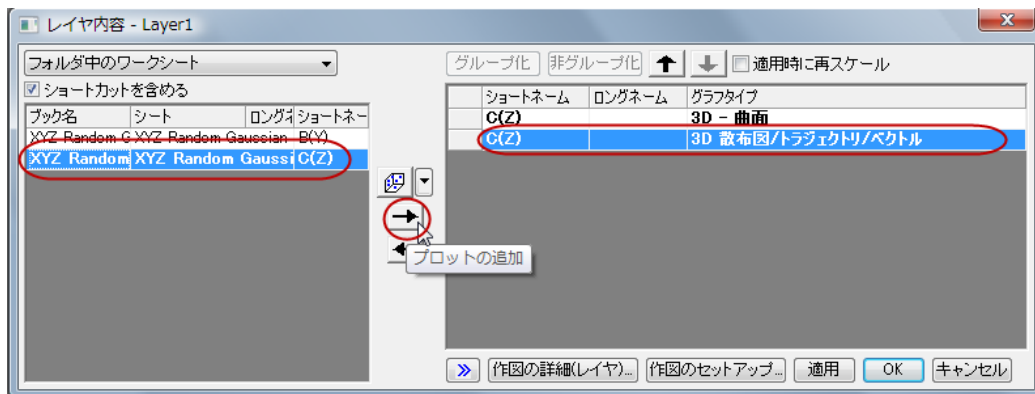 レイヤ内容 - Layer1
フォルダ中のワークシート
ショートカットを含める
ブック名 シート ロングネ ショートネー
XYZ Random G XYZ Random Gaussian B(Y)
XYZ Random XYZ Random Gaussi C(Z)
プロットの追加
グループ化 非グループ化 適用時に再スケール
ショートネーム ロングネーム グラフタイプ
C(Z) 3D - 曲面
C(Z) 3D 散布図/トラジェクトリ/ベクトル
作図の詳細(レイヤ)... 作図のセットアップ... 適用 OK キャンセル